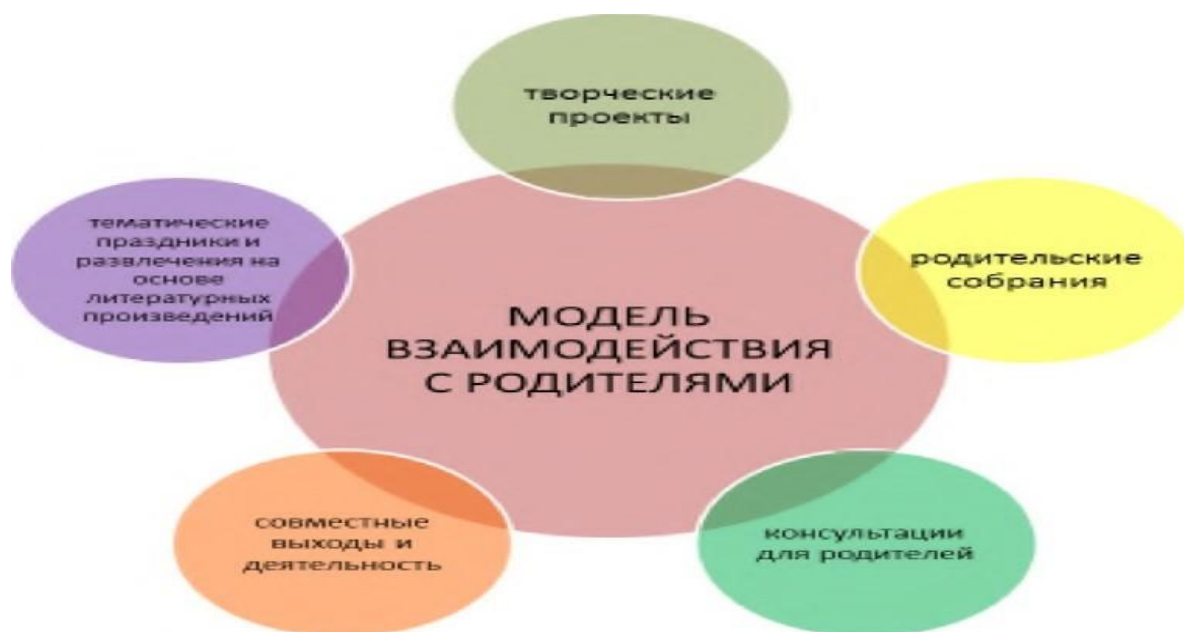 творческие
проекты
тематические
праздники и
развлечения на
основе
литературных
произведений
родительские
собрания
МОДЕЛЬ
ВЗАИМОДЕЙСТВИЯ
С РОДИТЕЛЯМИ
совместные
выходы и
деятельность
консультации
для родителей